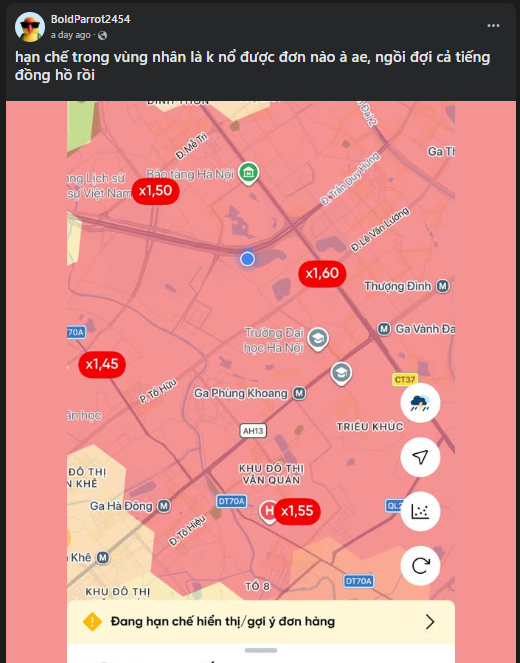 BoldParrot2454
a day ago ·
hạn chế trong vùng nhân là k nổ được đơn nào à ae, ngồi đợi cả tiếng
đồng hồ rồi
Đ. Mễ Trì
Bảo tàng Hà Nội
ng Lịch sử
sự Việt Nam
x1,50
Đ. Trần Duy Hưng
Ga Th
Đ. Lê Văn Lương
x1,60
Thượng Đình M
70A
M Ga Vành Đa
Trường Đại
học Hà Nội
x1,45
P. Tố Hữu
Ga Phùng Khoang M
CT37
ăn học
AH13
TRIỀU KHÚC
KHU ĐÔ THỊ
VĂN QUÁN
ĐÔ THỊ
N KHÊ
DT70A
QL2
Ga Hà Đông M
H x1,55
Đ. Tô Hiệu
Khê M
TỔ 8
DT70A
KHU ĐÔ THỊ
Đang hạn chế hiển thị/gợi ý đơn hàng